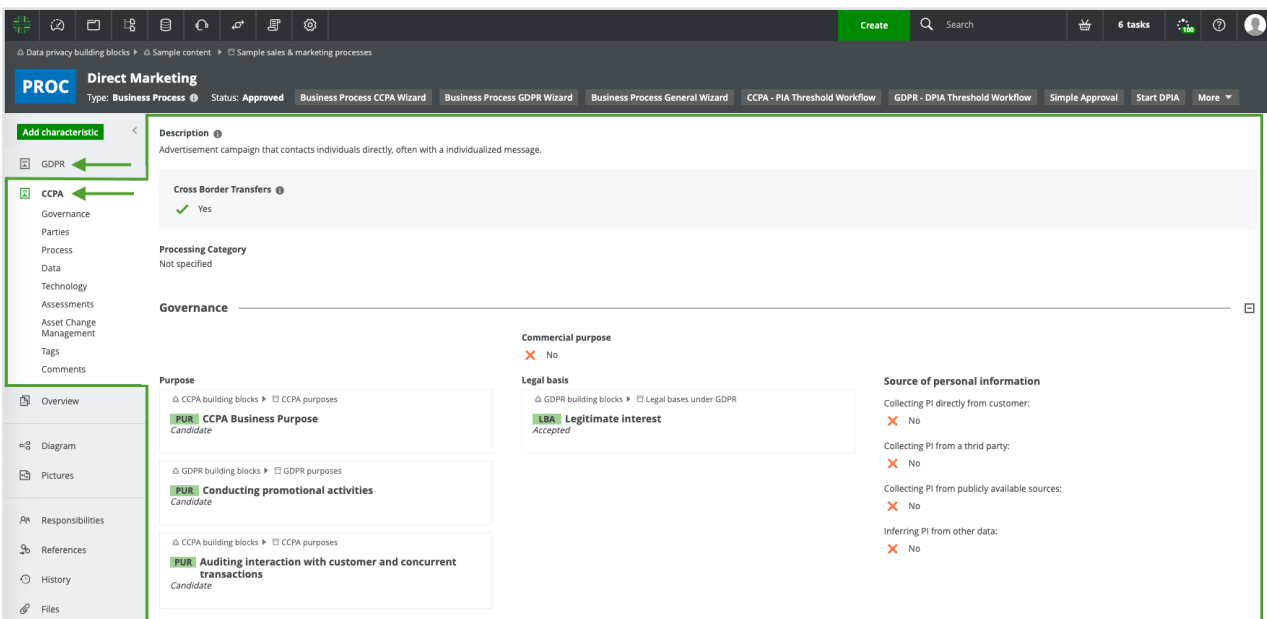 Create
Search
6 tasks
100
Data privacy building blocks
Sample content
Sample sales & marketing processes
PROC
Direct Marketing
Type: Business Process Status: Approved
Business Process CCPA Wizard
Business Process GDPR Wizard
Business Process General Wizard
CCPA - PIA Threshold Workflow
GDPR - DPIA Threshold Workflow
Simple Approval
Start DPIA
More
Add characteristic
GDPR
CCPA
Governance
Parties
Process
Data
Technology
Assessments
Asset Change
Management
Tags
Comments
Overview
Diagram
Pictures
Responsibilities
References
History
Files
Description
Advertisement campaign that contacts individuals directly, often with a individualized message.
Cross Border Transfers
Yes
Processing Category
Not specified
Governance
Commercial purpose
No
Purpose
CCPA building blocks CCPA purposes
PUR CCPA Business Purpose
Candidate
GDPR building blocks GDPR purposes
PUR Conducting promotional activities
Candidate
CCPA building blocks CCPA purposes
PUR Auditing interaction with customer and concurrent
transactions
Candidate
Legal basis
GDPR building blocks Legal bases under GDPR
LBA Legitimate interest
Accepted
Source of personal information
Collecting PI directly from customer:
No
Collecting PI from a thrid party:
No
Collecting PI from publicly available sources:
No
Inferring PI from other data:
No